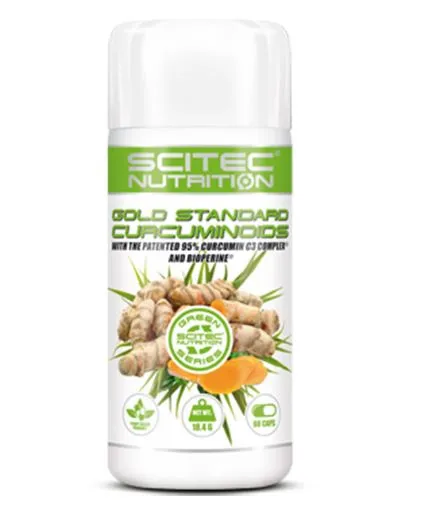 SCITEC®
NUTRITION
GOLD STANDARD
CURCUMINOIDS
WITH THE PATENTED 95% CURCUMIN C3 COMPLEX®
AND BIOPERINE®
GREEN
SCITEC
NUTRITION
SERIES
NET WT.
18.4 G
60 CAPS